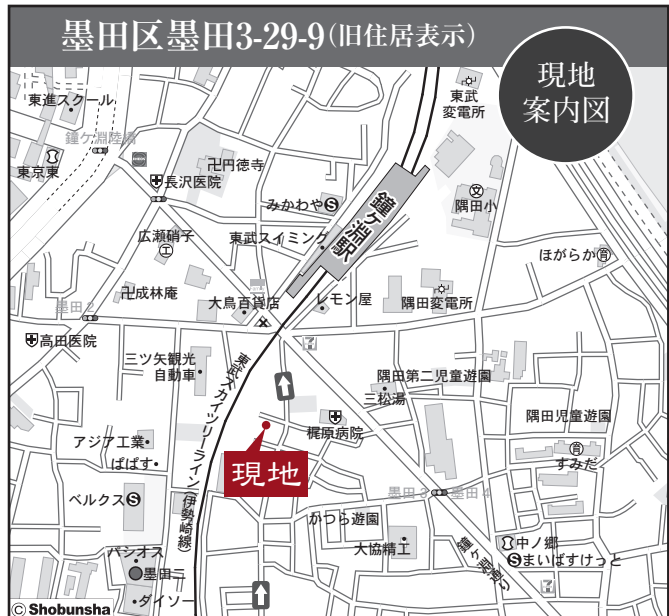 墨田区墨田3-29-9(旧住居表示)
現地
案内図
東進スクール
東武
変電所
鐘ヶ淵陸橋
東京東
卍円徳寺
長沢医院
みかわや
S
鐘ヶ淵駅
文
隅田小
広瀬硝子
東武スイミング
ほがらか
育
工
卍成林庵
大鳥百貨店
レモン屋
隅田変電所
墨田2
高田医院
三ツ矢観光
自動車
東武スカイツリーライン(伊勢崎線)
7
隅田第二児童遊園
三松湯
梶原病院
隅田児童遊園
アジア工業
ぱぱす
育
すみだ
現地
ベルクス
S
墨田3
墨田4
かつら遊園
大協精工
鐘ヶ淵通り
中ノ郷
S
まいばすけっと
パシオス
墨田二
ダイソー
7
© Shobunsha